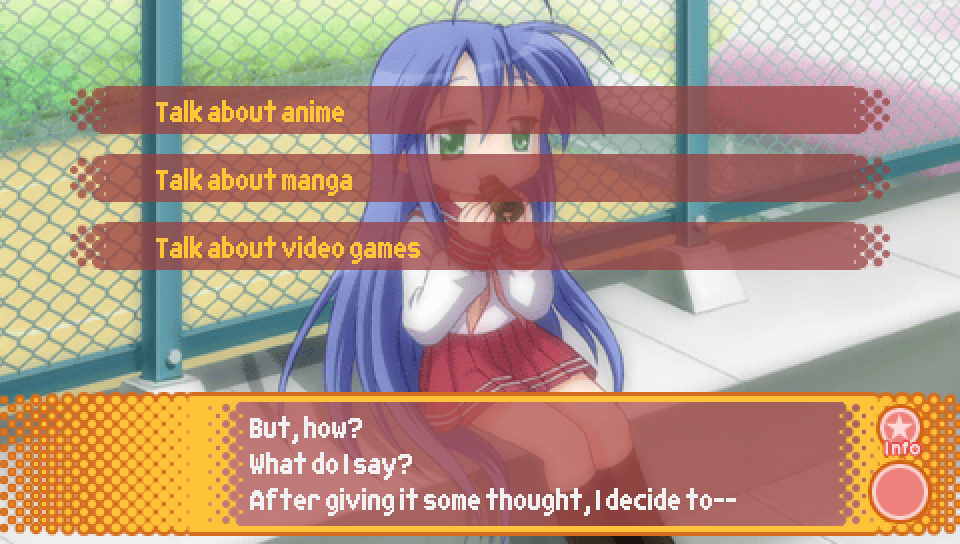 Talk about anime
Talk about manga
Talk about video games
But, how?
What do I say?
After giving it some thought, I decide to--
Info